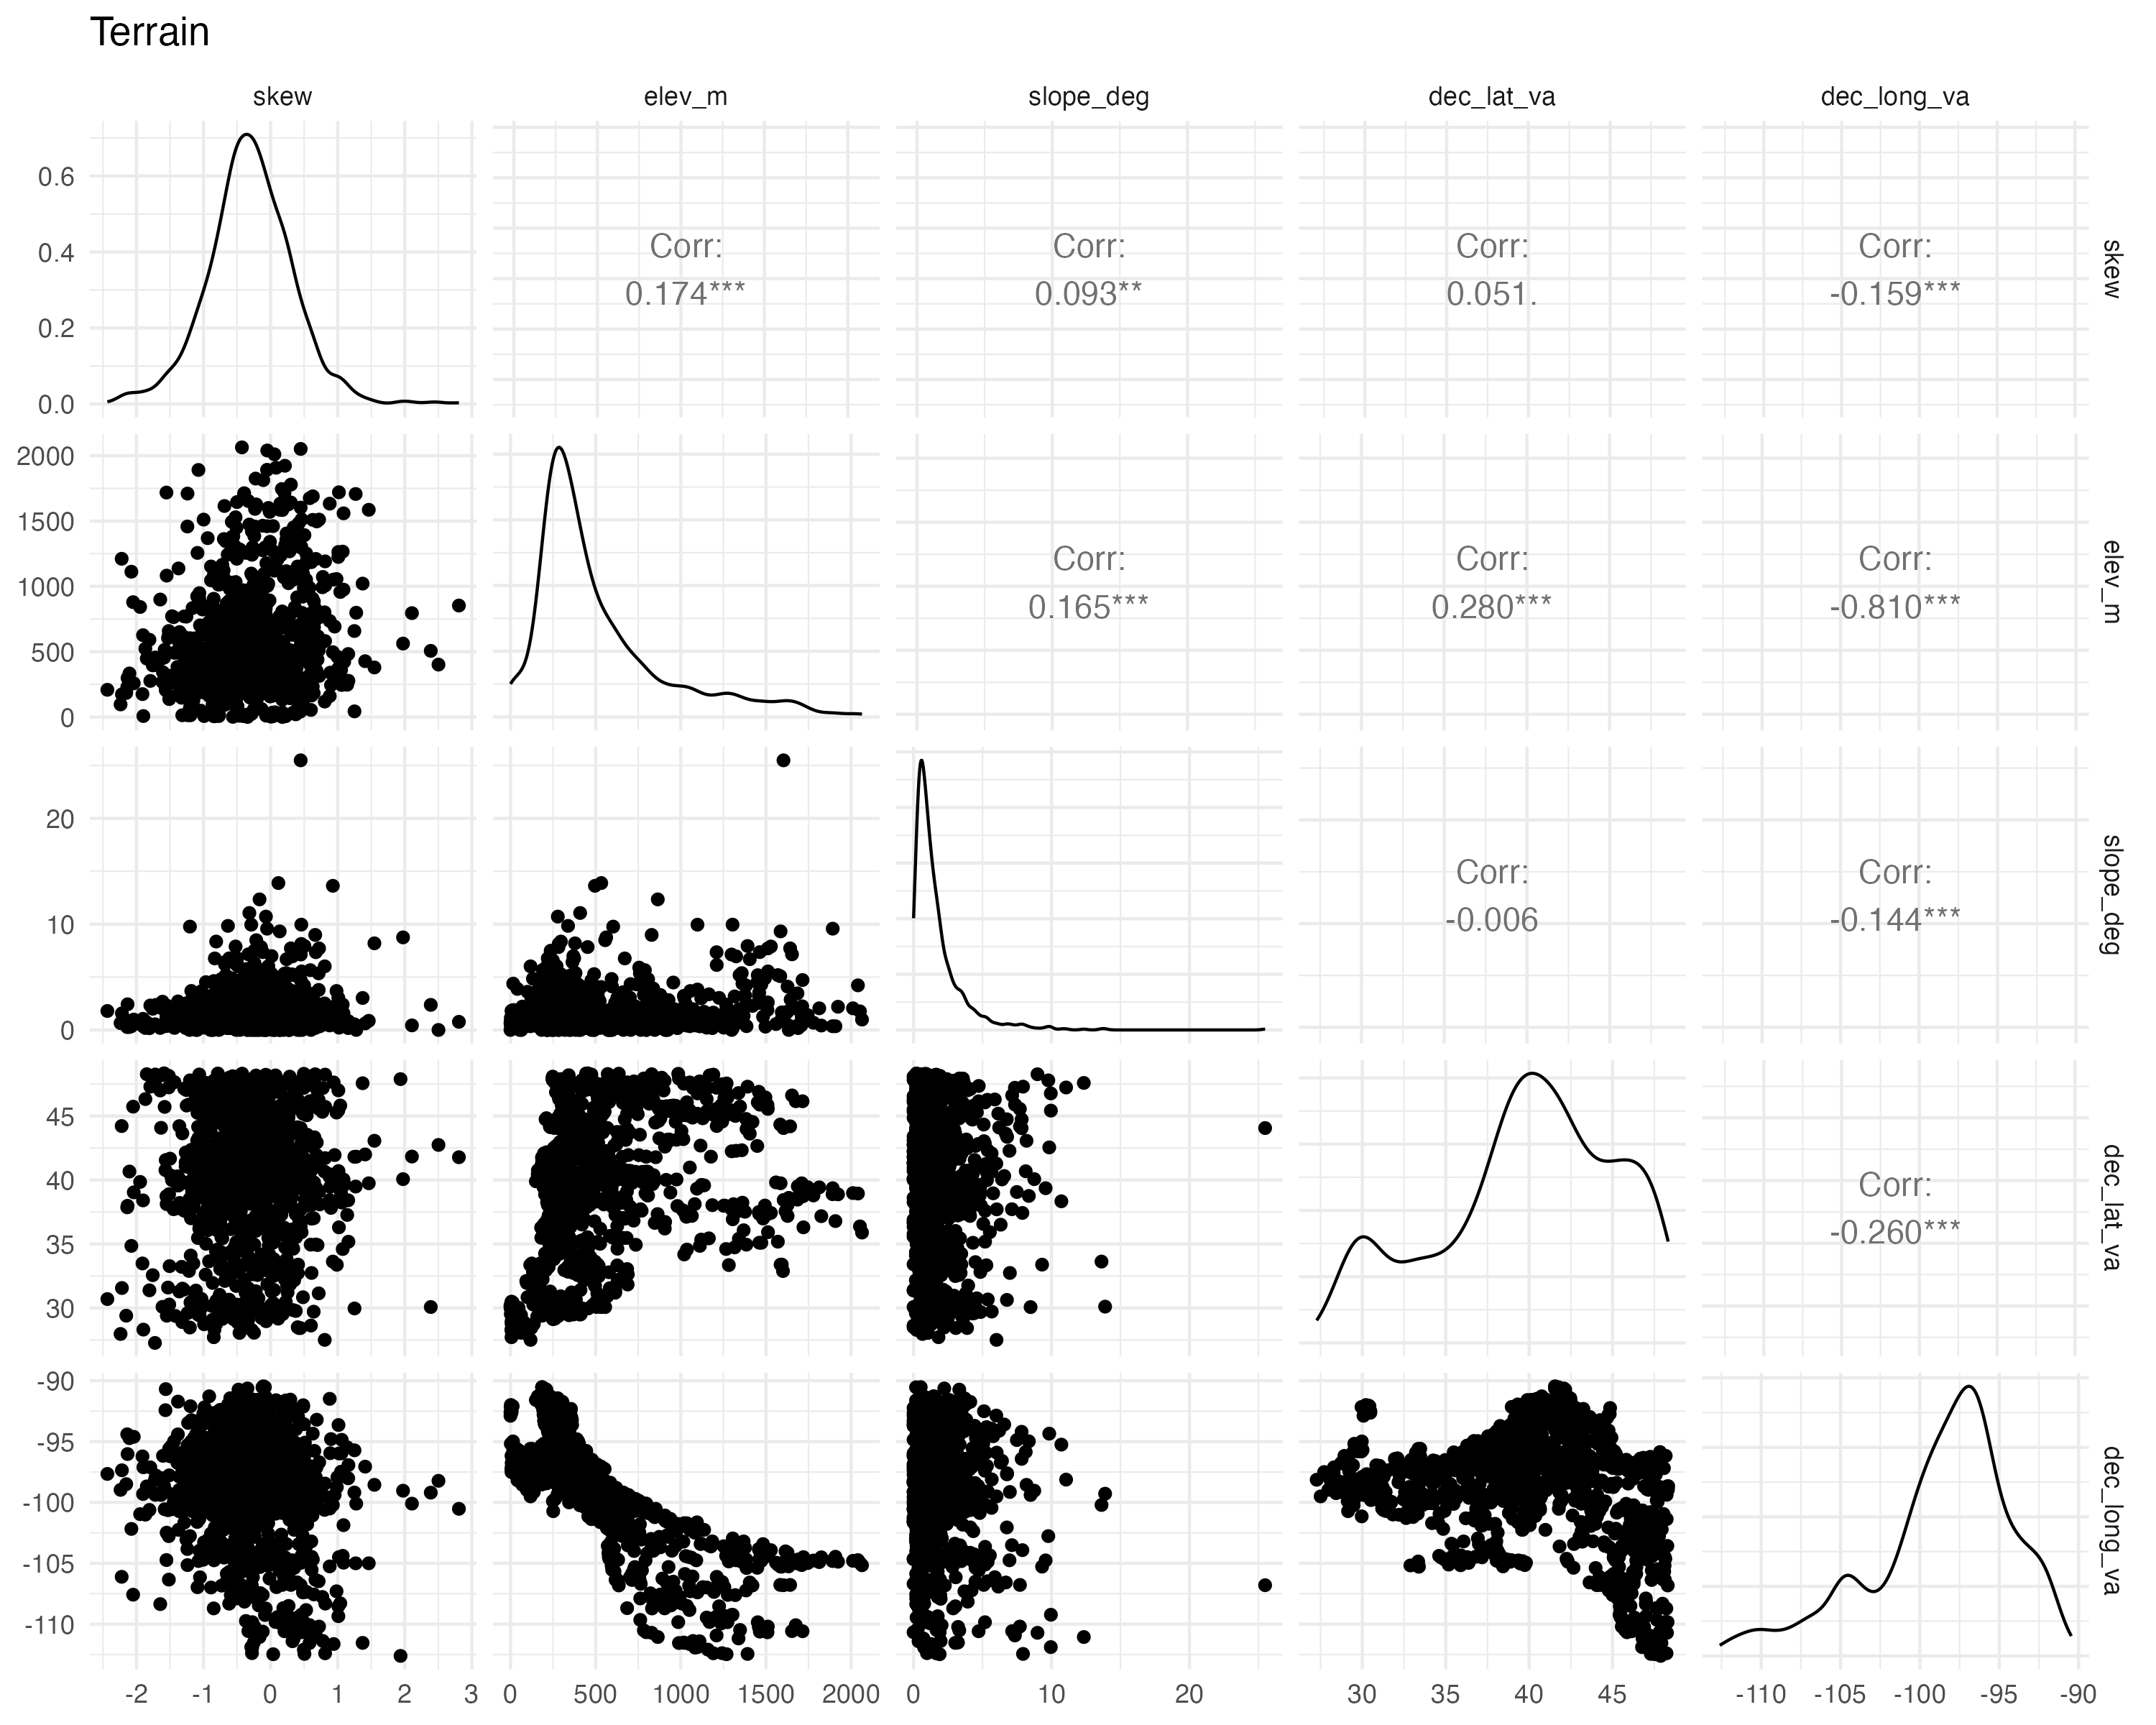 Terrain
skew elev_m slope_deg dec_lat_va dec_long_va
0.6
0.4
0.2
0.0
Corr:
0.174***
Corr:
0.093**
Corr:
0.051.
Corr:
-0.159***
skew
2000
1500
1000
500
0
Corr:
0.165***
Corr:
0.280***
Corr:
-0.810***
elev_m
20
10
0
Corr:
-0.006
Corr:
-0.144***
slope_deg
45
40
35
30
Corr:
-0.260***
dec_lat_va
-90
-95
-100
-105
-110
dec_long_va
-2 -1 0 1 2 3 0 500 1000 1500 2000 0 10 20 30 35 40 45 -110 -105 -100 -95 -90